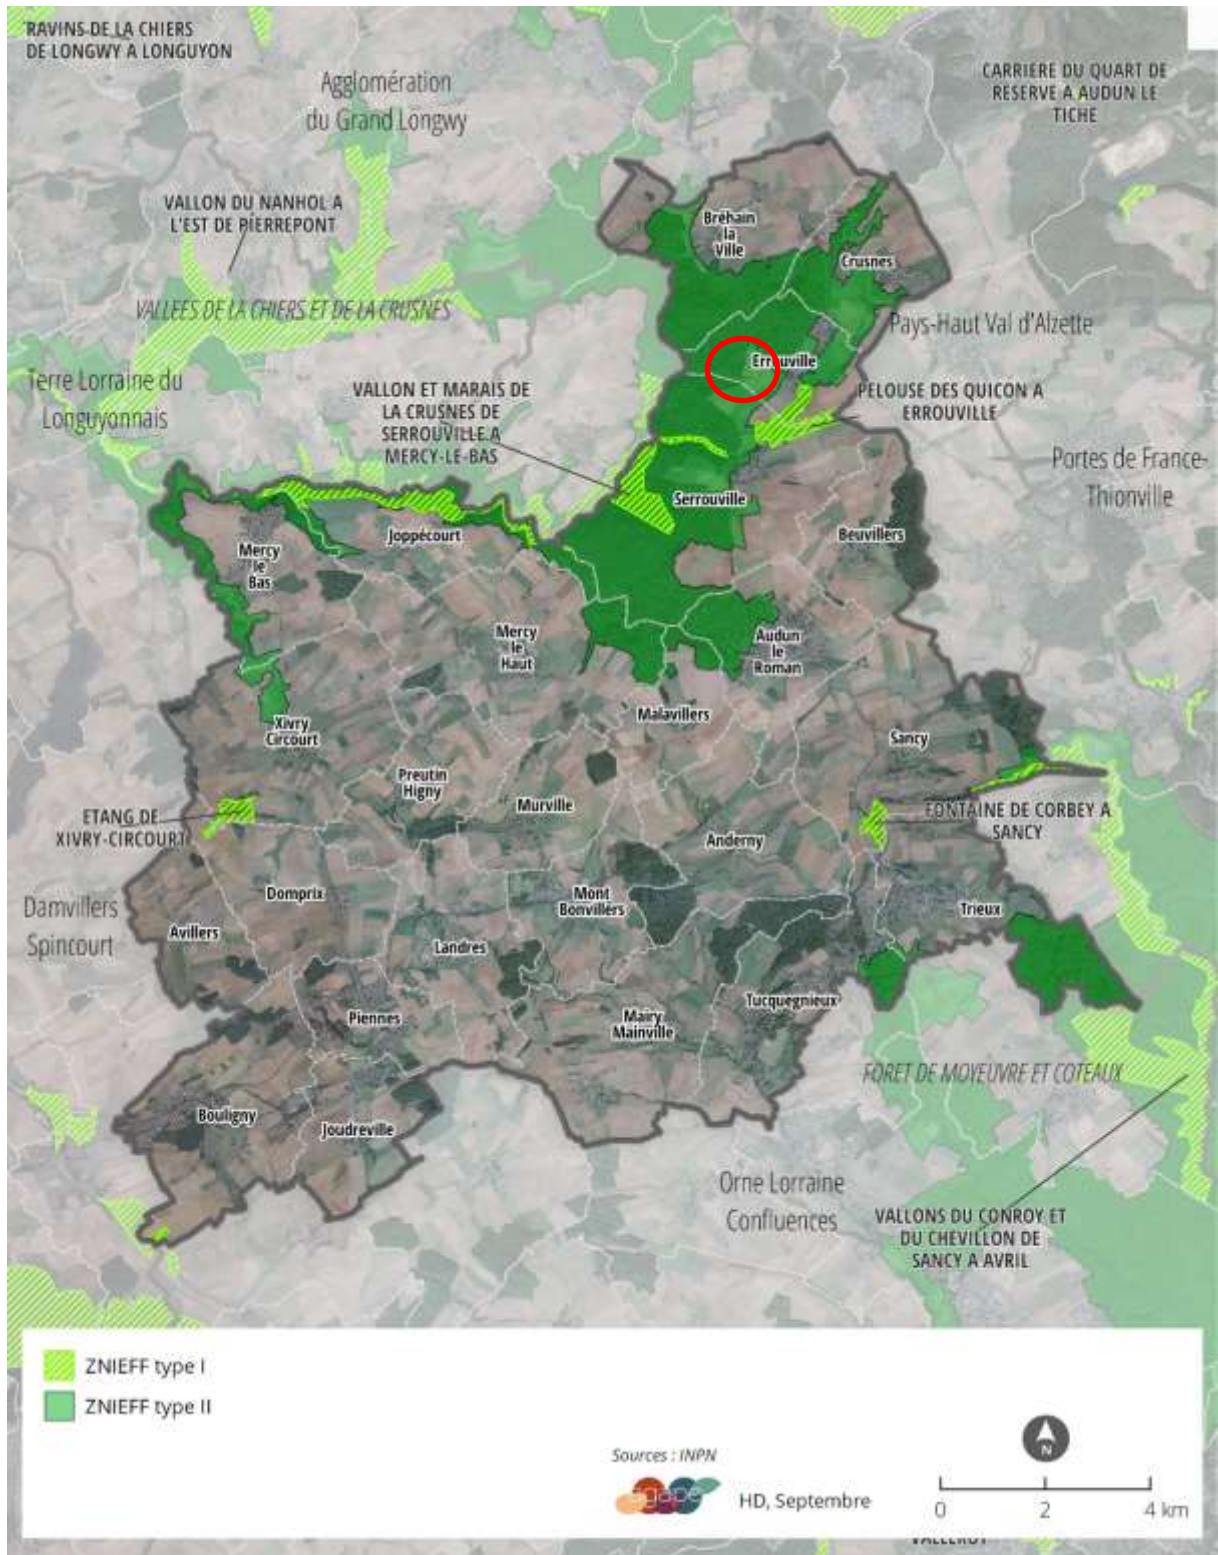 RAVINS DE LA CHIERS
DE LONGWY A LONGUYON
Agglomération
du Grand Longwy
CARRIERE DU QUART DE
RESERVE A AUDUN LE
TICHE
VALLON DU NANHOL A
L'EST DE PIERREPONT
Bréhain
la
Ville
Crusnes
VALLEES DE LA CHIERS ET DE LA CRUSNES
Pays-Haut Val d'Alzette
Errouville
Terre Lorraine du
Longuyonnais
VALLON ET MARAIS DE
LA CRUSNES DE
SERROUVILLE A
MERCY-LE-BAS
PELOUSE DES QUICON A
ERROUVILLE
Portes de France-
Thionville
Serrouville
Joppécourt
Beuvillers
Mercy
le
Bas
Mercy
le
Haut
Audun
le
Roman
Malavillers
Xivry
Circourt
Sancy
Preutin
Higny
Murville
ETANG DE
XIVRY-CIRCOURT
FONTAINE DE CORBEY A
SANCY
Anderny
Domprix
Mont
Bonvillers
Damvillers
Spincourt
Avillers
Trieux
Landres
Piennes
Tucquegnieux
Mairy
Mainville
FORET DE MOYEUVRE ET COTEAUX
Bouligny
Joudreville
Orne Lorraine
Confluences
VALLONS DU CONROY ET
DU CHEVILLON DE
SANCY A AVRIL
ZNIEFF type I
ZNIEFF type II
N
Sources : INPN
agape
HD, Septembre
0 2 4 km